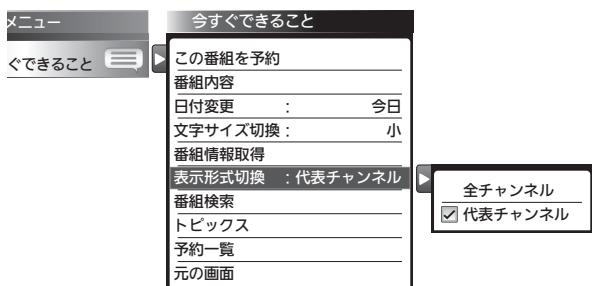 メニュー
ぐできること
今すぐできること
この番組を予約
番組内容
日付変更 : 今日
文字サイズ切換 : 小
番組情報取得
表示形式切換 : 代表チャンネル
番組検索
トピックス
予約一覧
元の画面
全チャンネル
代表チャンネル